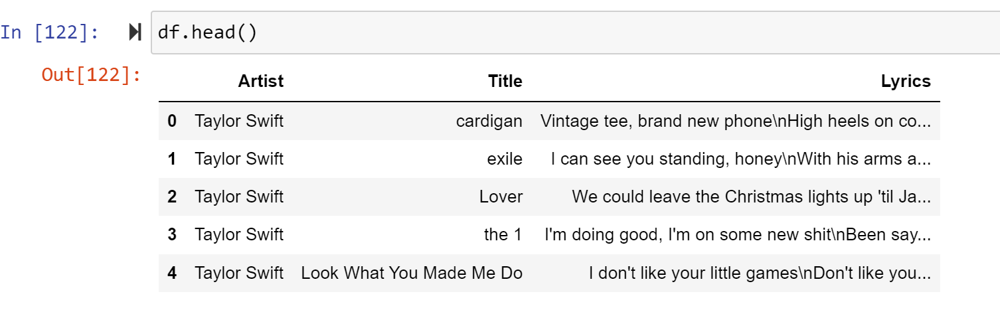 In [122]: df.head()
Out[122]:
Artist Title Lyrics
0 Taylor Swift cardigan Vintage tee, brand new phone\nHigh heels on co...
1 Taylor Swift exile I can see you standing, honey\nWith his arms a...
2 Taylor Swift Lover We could leave the Christmas lights up 'til Ja...
3 Taylor Swift the 1 I'm doing good, I'm on some new shit\nBeen say...
4 Taylor Swift Look What You Made Me Do I don't like your little games\nDon't like you...